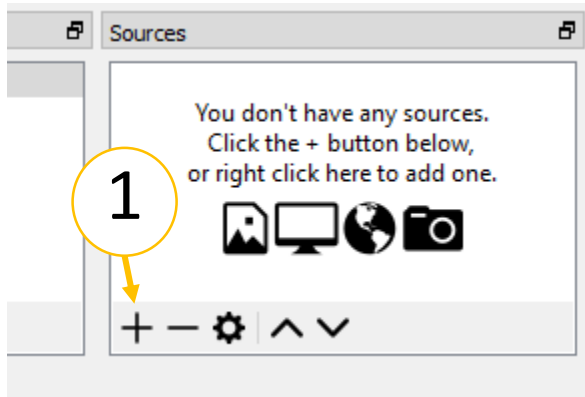 Sources
You don't have any sources.
Click the + button below,
or right click here to add one.
1